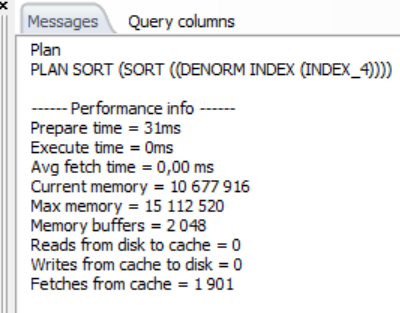 Messages Query columns
Plan
PLAN SORT (SORT ((DENORM INDEX (INDEX_4))))
------ Performance info ------
Prepare time = 31ms
Execute time = 0ms
Avg fetch time = 0,00 ms
Current memory = 10 677 916
Max memory = 15 112 520
Memory buffers = 2 048
Reads from disk to cache = 0
Writes from cache to disk = 0
Fetches from cache = 1 901